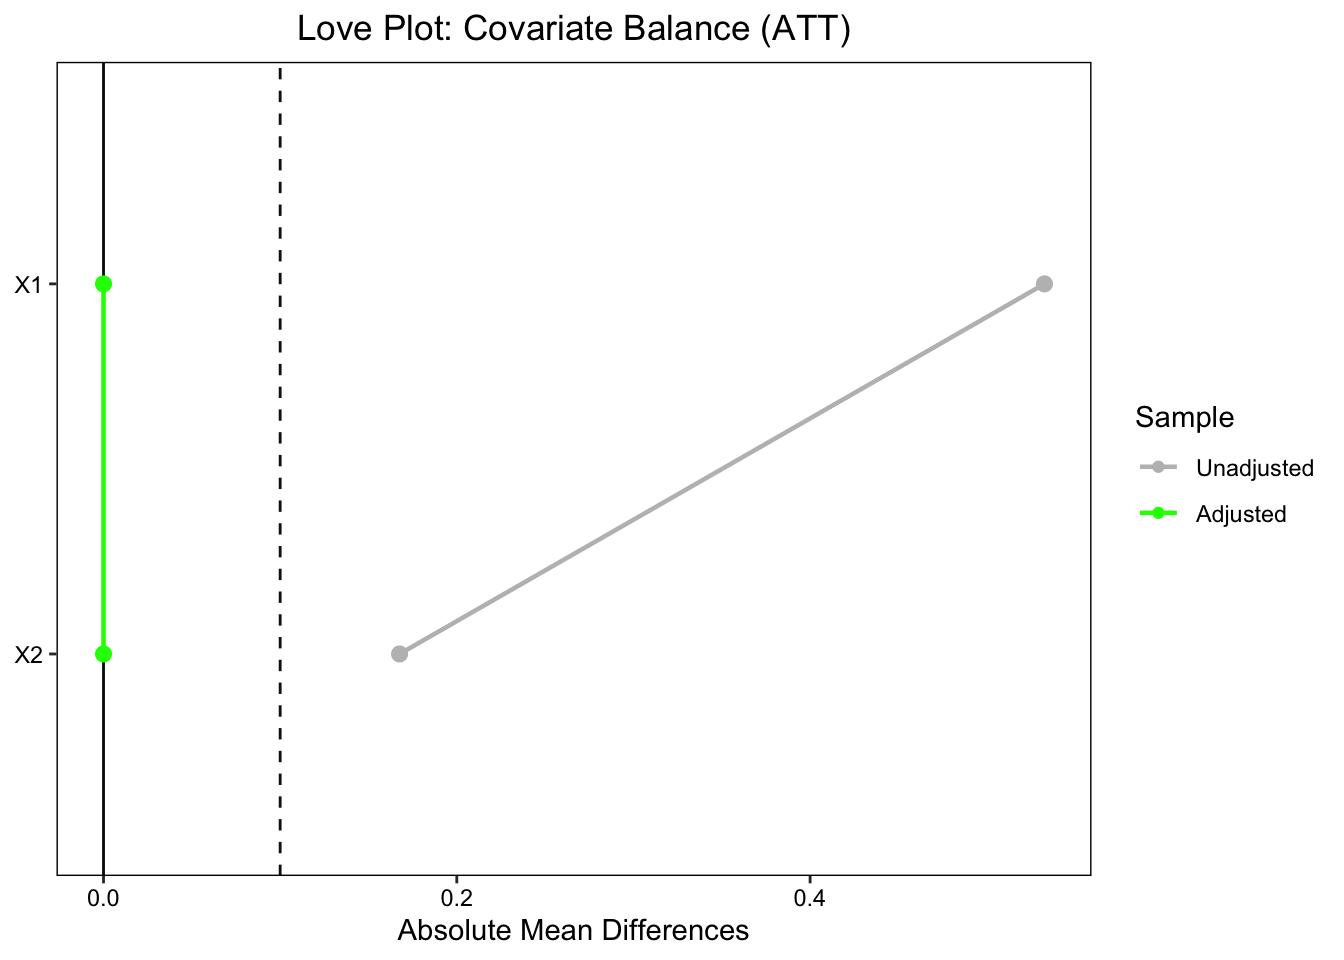 Love Plot: Covariate Balance (ATT)
X1
X2
0.0 0.2 0.4
Absolute Mean Differences
Sample
Unadjusted
Adjusted